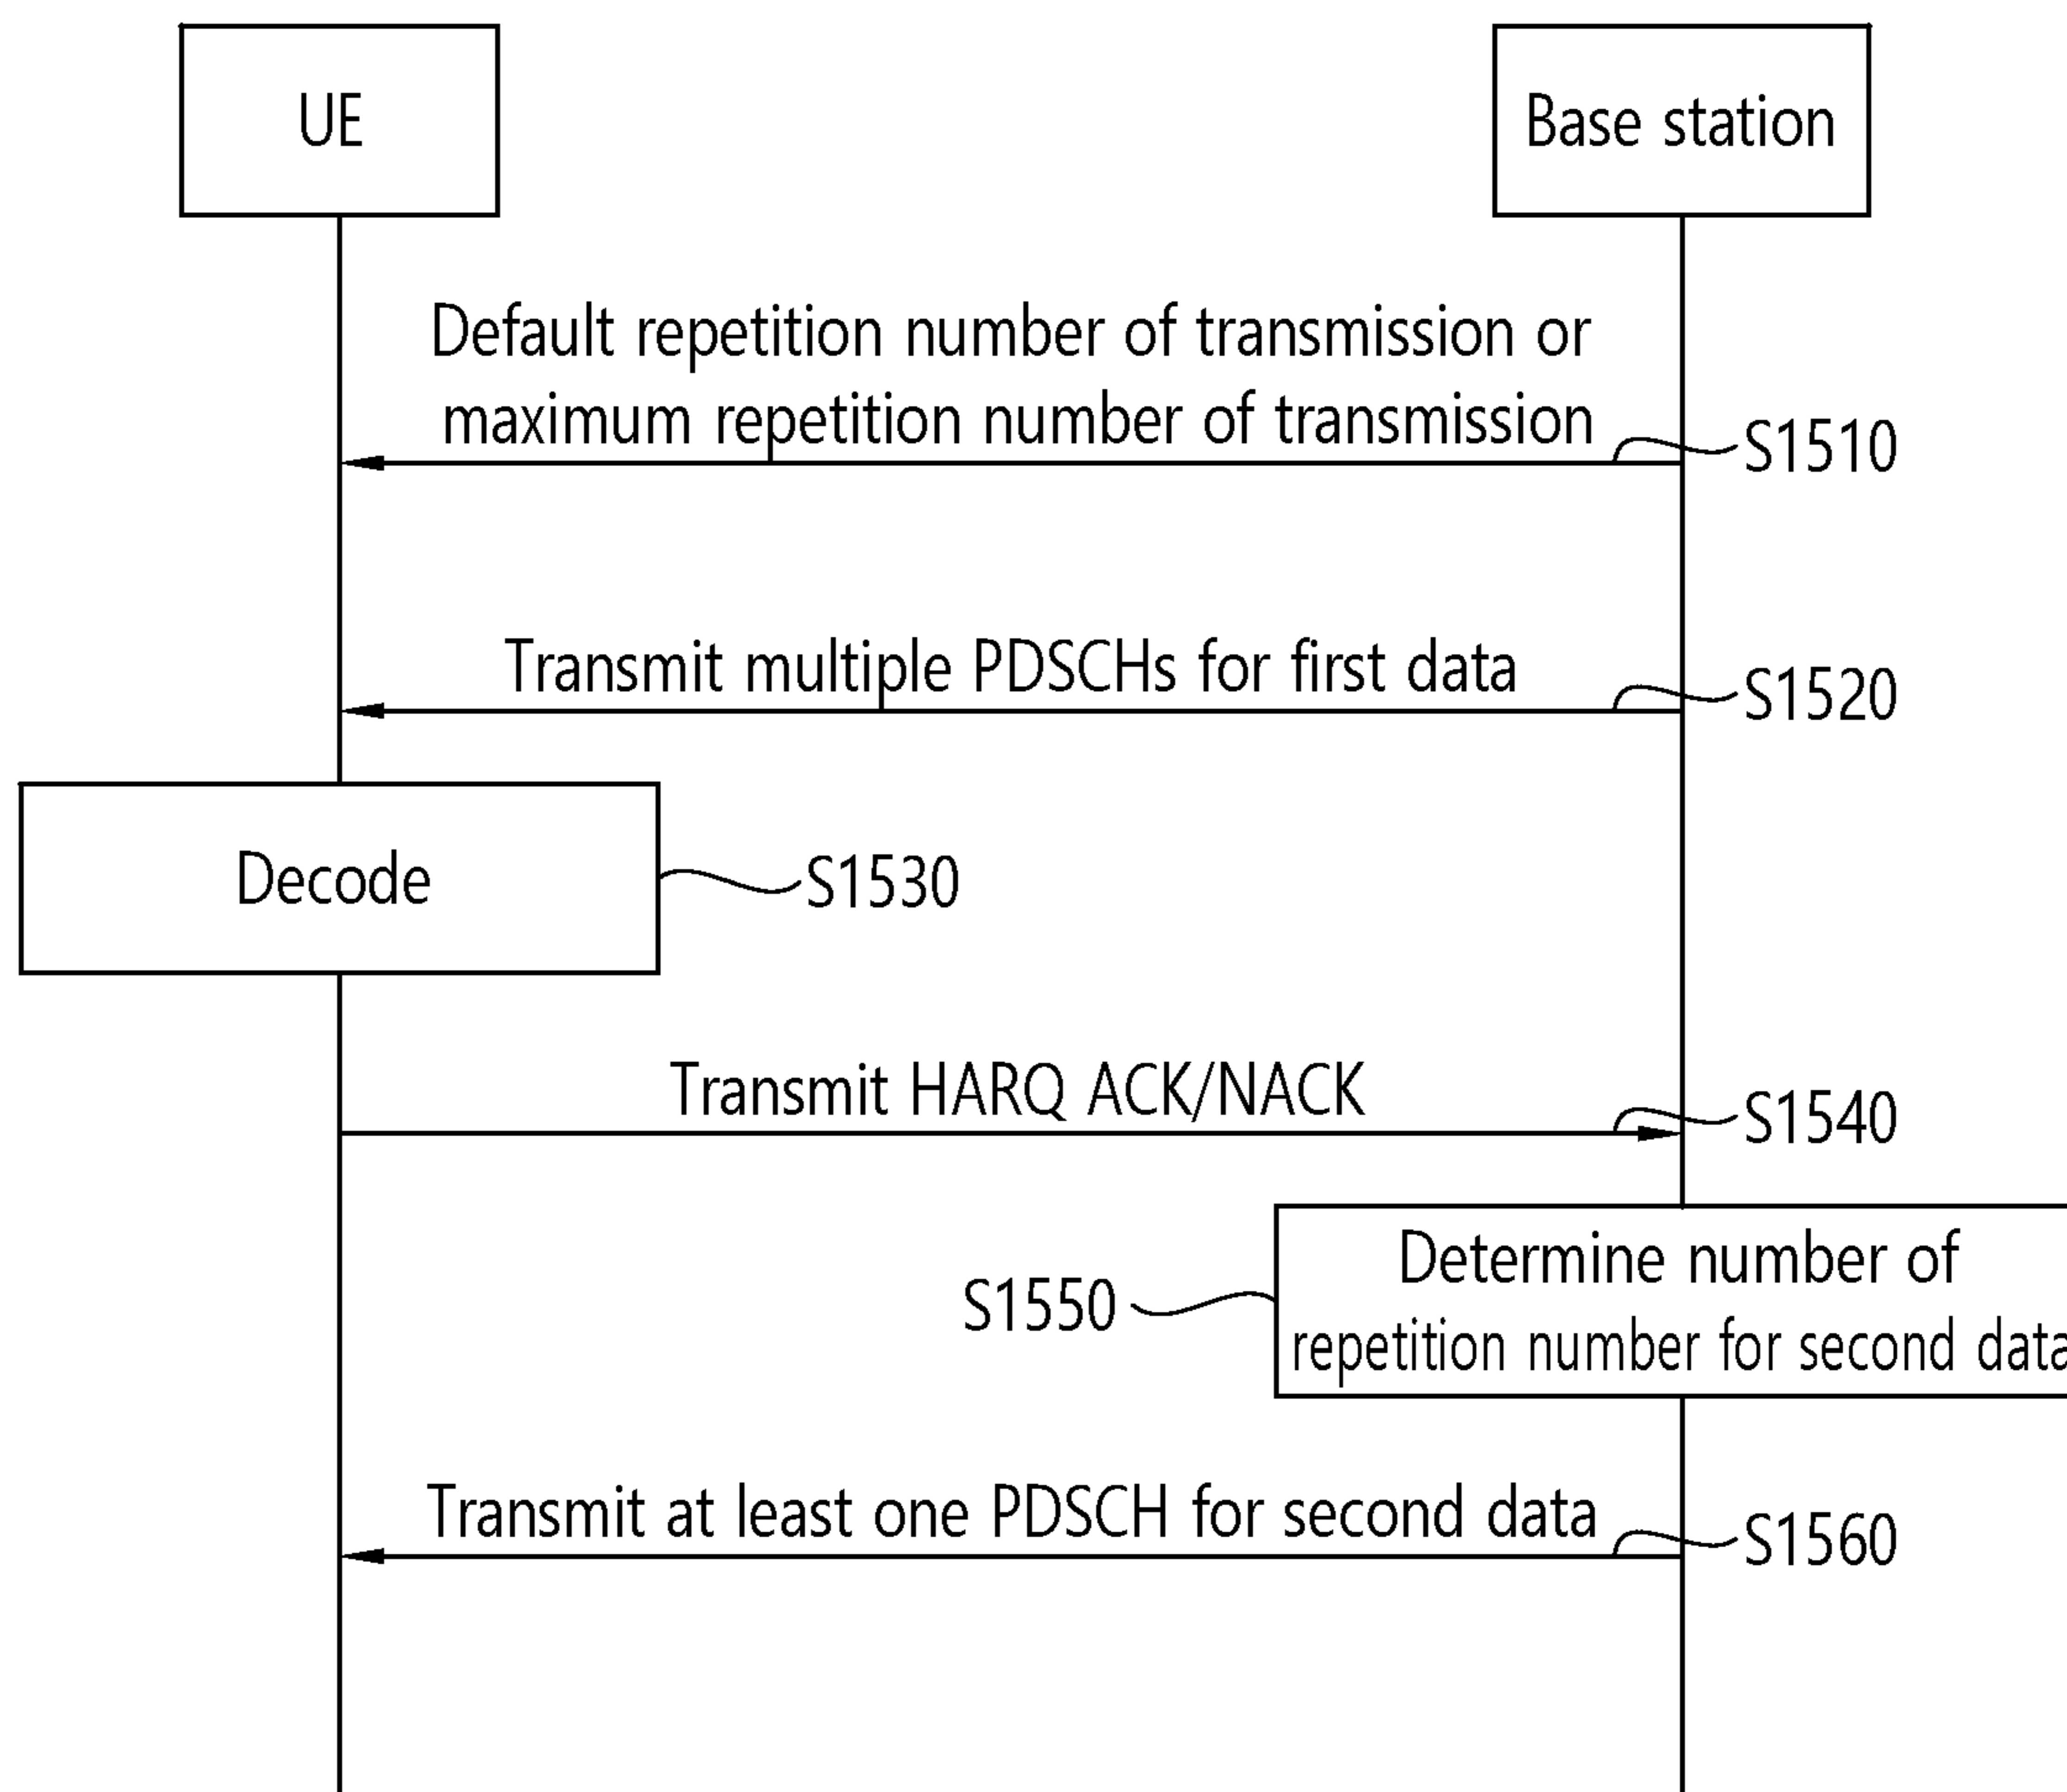 UE
Base station
Default repetition number of transmission or
maximum repetition number of transmission
S1510
Transmit multiple PDSCHs for first data
S1520
Decode
S1530
Transmit HARQ ACK/NACK
S1540
Determine number of
repetition number for second data
S1550
Transmit at least one PDSCH for second data
S1560